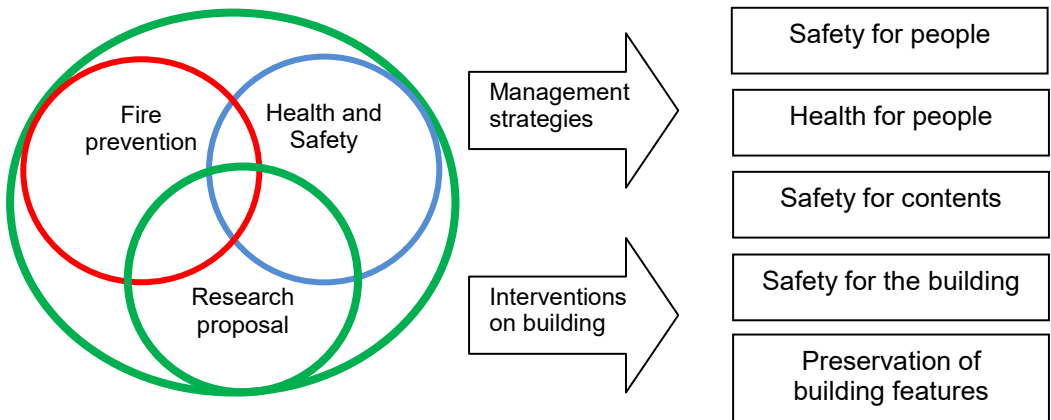 Fire
prevention
Health and
Safety
Research
proposal
Management
strategies
Interventions
on building
Safety for people
Health for people
Safety for contents
Safety for the building
Preservation of
building features